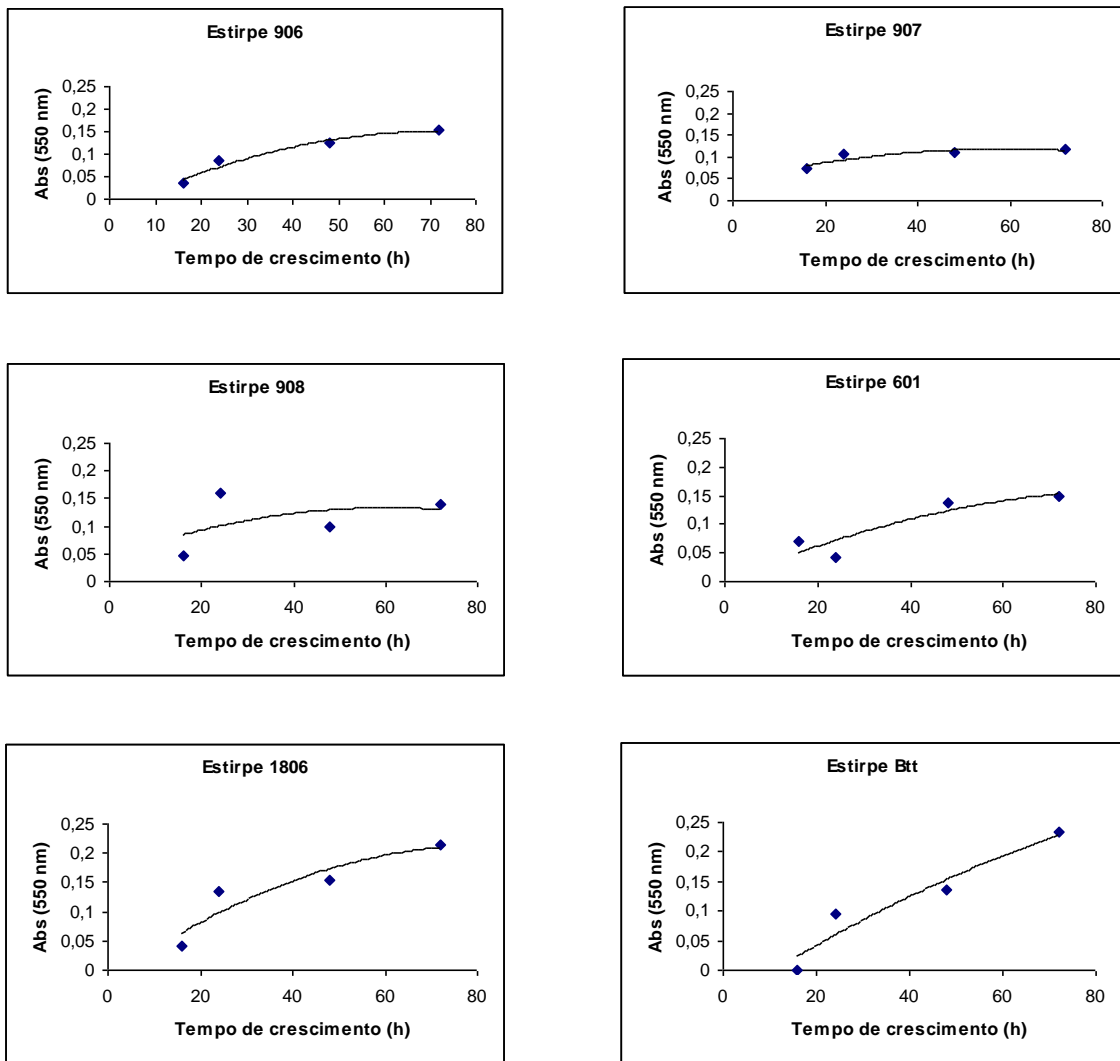 Estirpe 906
0,25
0,2
0,15
0,1
0,05
0
Abs (550 nm)
0 10 20 30 40 50 60 70 80
Tempo de crescimento (h)
Estirpe 907
0,25
0,2
0,15
0,1
0,05
0
Abs (550 nm)
0 20 40 60 80
Tempo de crescimento (h)
Estirpe 908
0,25
0,2
0,15
0,1
0,05
0
Abs (550 nm)
0 20 40 60 80
Tempo de crescimento (h)
Estirpe 601
0,25
0,2
0,15
0,1
0,05
0
Abs (550 nm)
0 20 40 60 80
Tempo de crescimento (h)
Estirpe 1806
0,25
0,2
0,15
0,1
0,05
0
Abs (550 nm)
0 20 40 60 80
Tempo de crescimento (h)
Estirpe Btt
0,25
0,2
0,15
0,1
0,05
0
Abs (550 nm)
0 20 40 60 80
Tempo de crescimento (h)